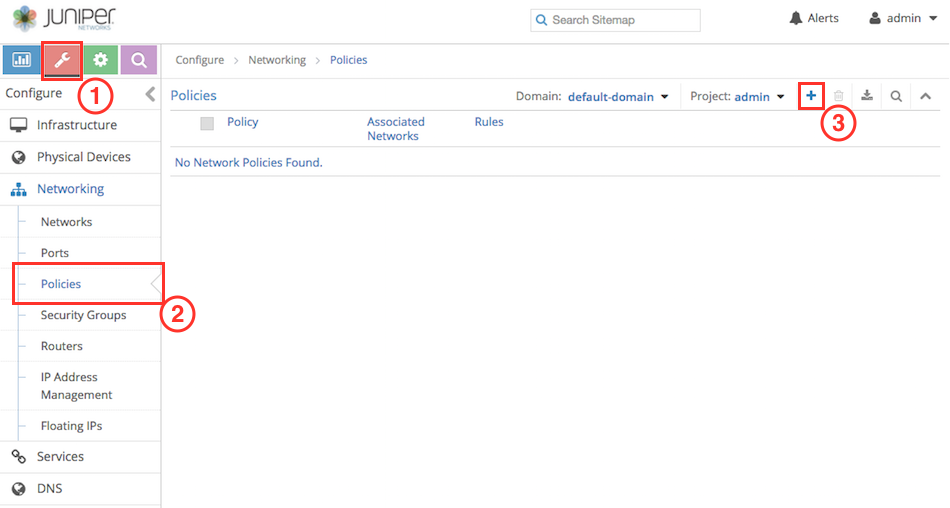 JUNIPER
NETWORKS
Search Sitemap
Alerts
admin
Configure
1
Configure > Networking > Policies
Policies
Domain: default-domain
Project: admin
+
3
Policy
Associated
Networks
Rules
No Network Policies Found.
Infrastructure
Physical Devices
Networking
Networks
Ports
Policies
2
Security Groups
Routers
IP Address
Management
Floating IPs
Services
DNS